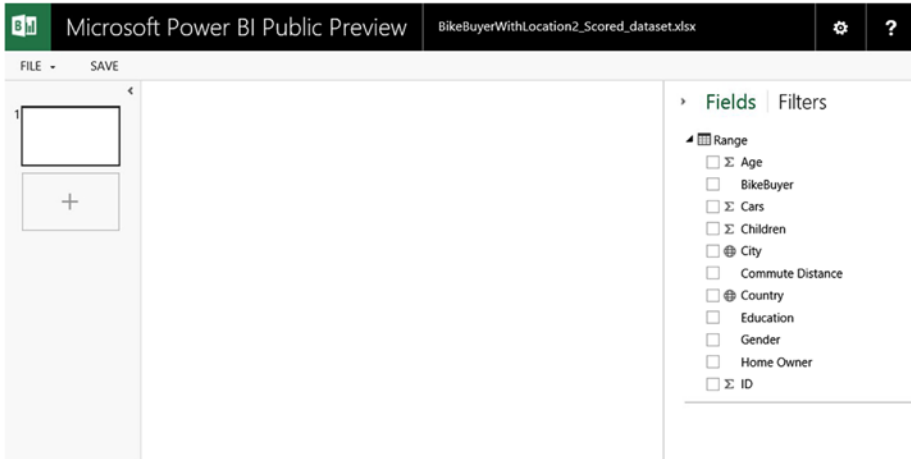 Microsoft Power BI Public Preview
BikeBuyerWithLocation2_Scored_dataset.xlsx
?
FILE
SAVE
1
Fields | Filters
Range
Σ Age
BikeBuyer
Σ Cars
Σ Children
City
Commute Distance
Country
Education
Gender
Home Owner
Σ ID